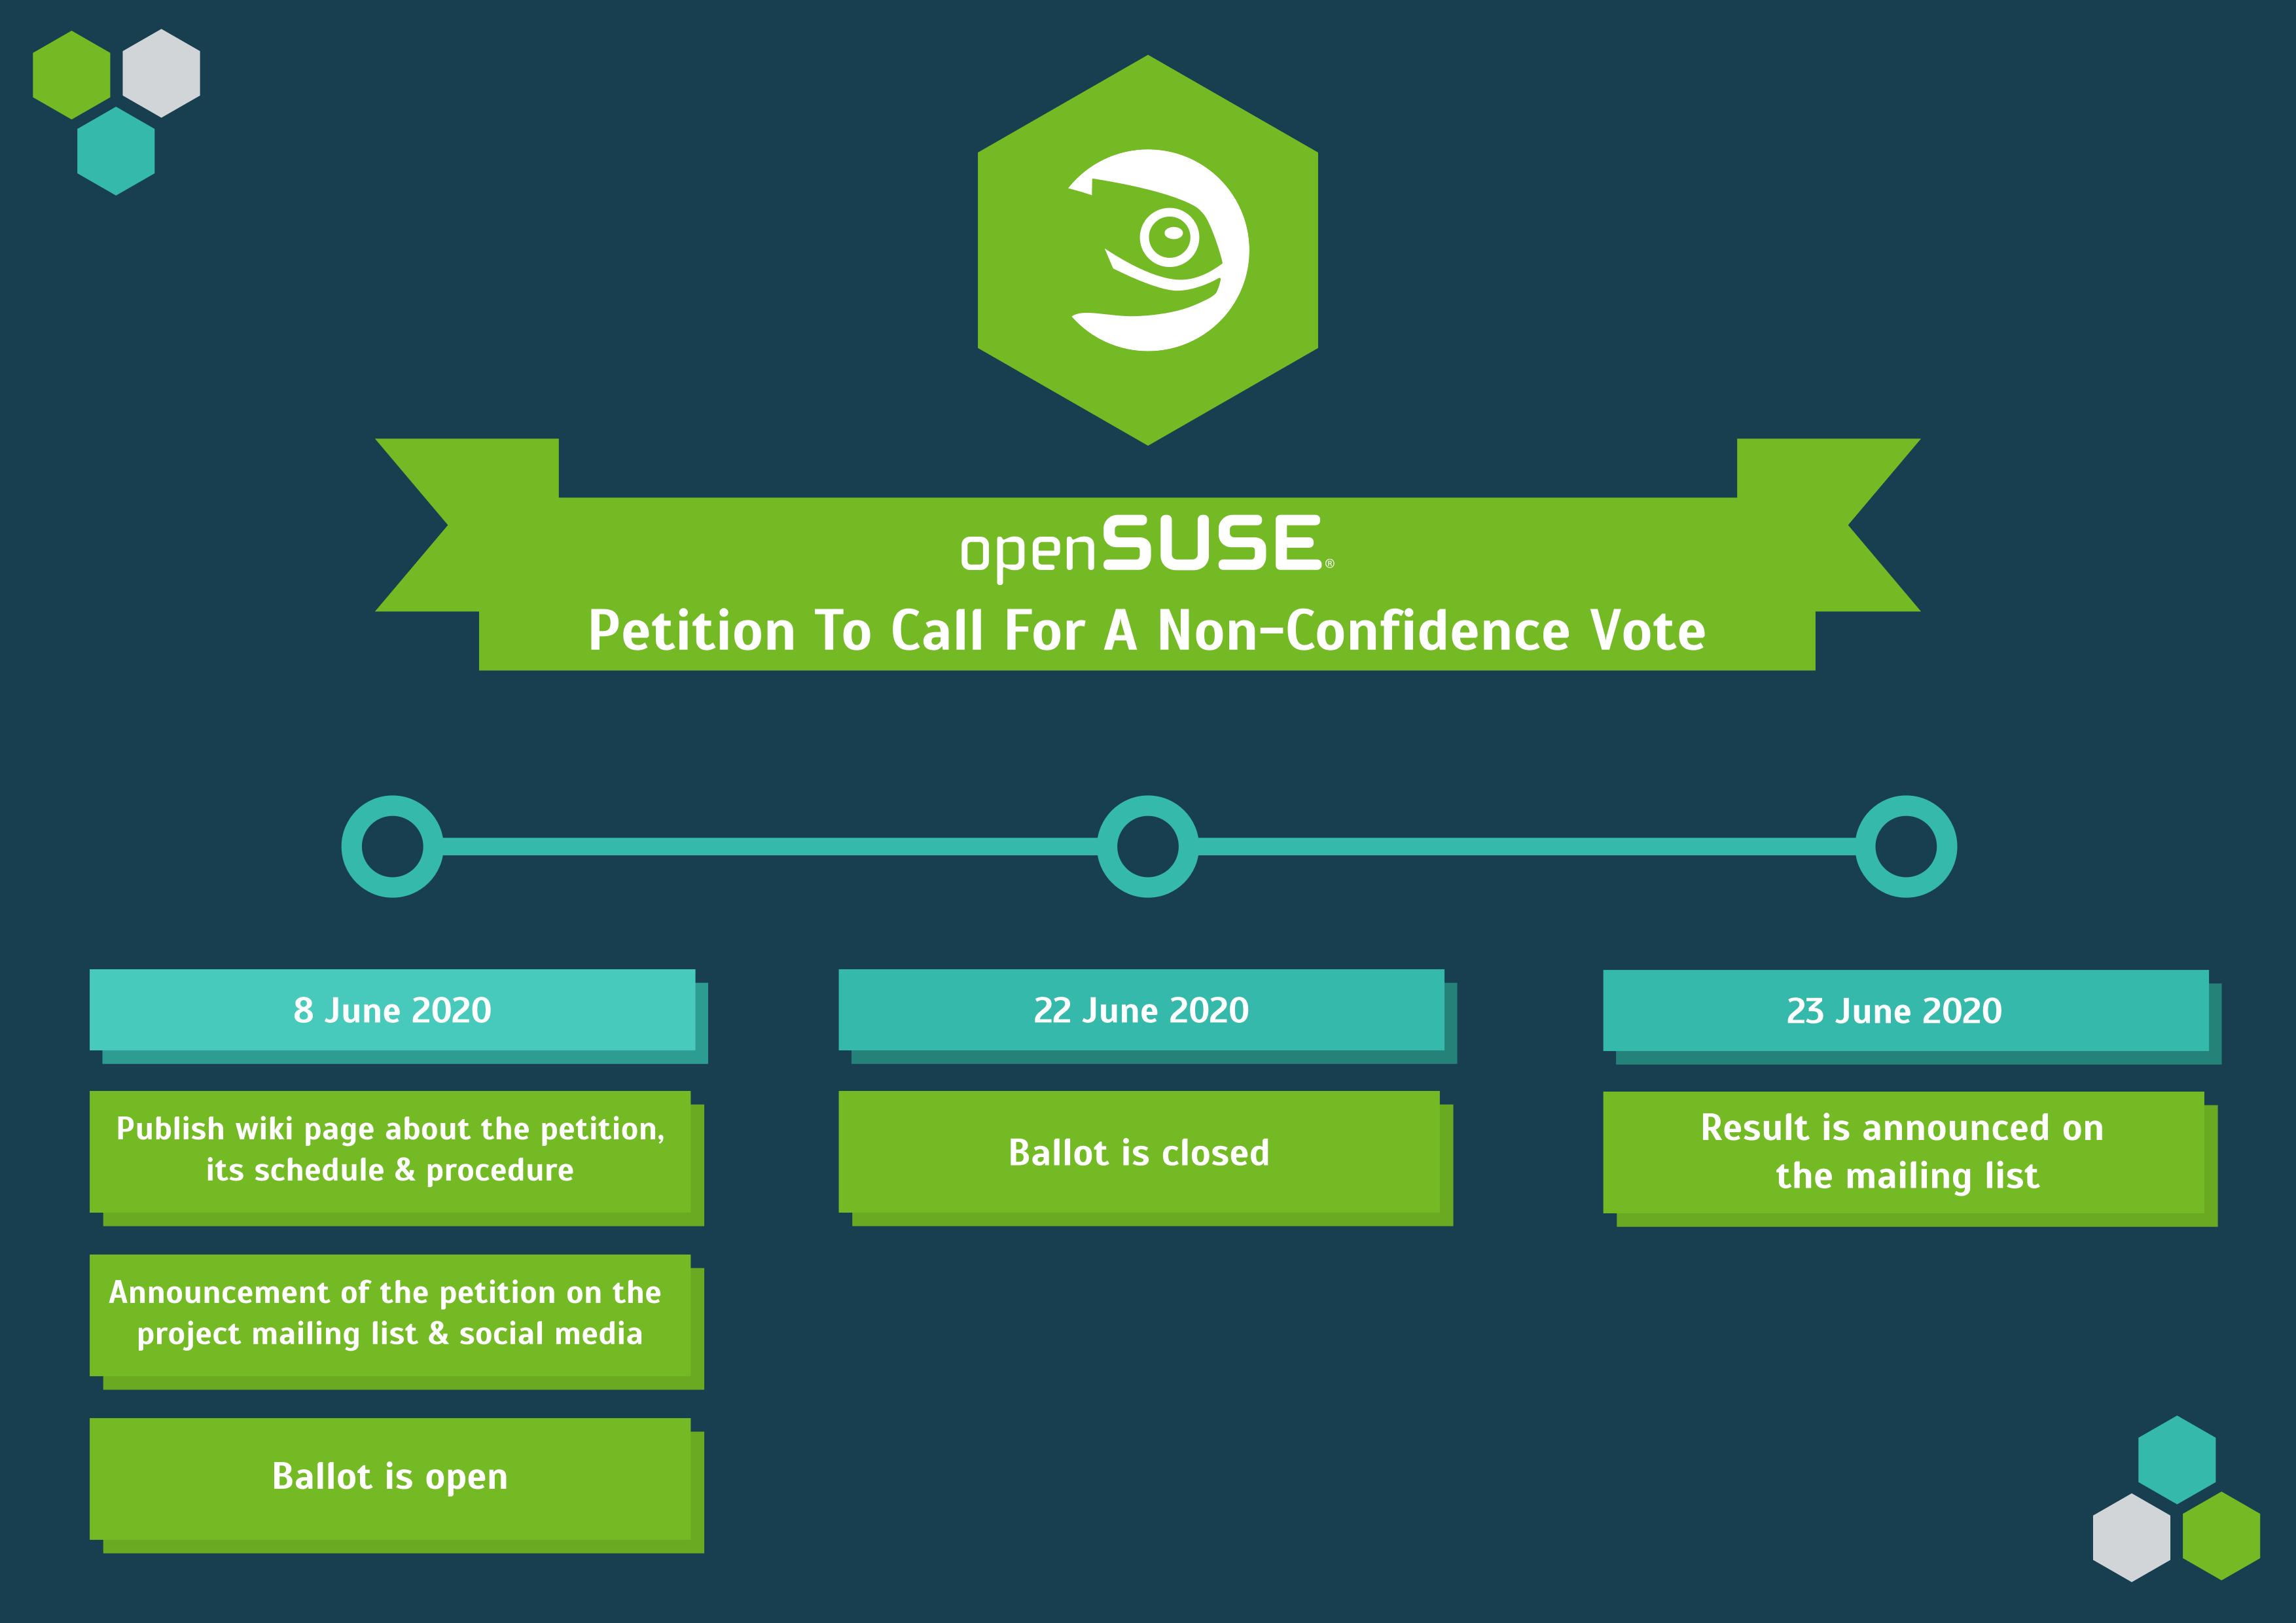 openSUSE®
Petition To Call For A Non-Confidence Vote
8 June 2020
Publish wiki page about the petition,
its schedule & procedure
Announcement of the petition on the
project mailing list & social media
Ballot is open
22 June 2020
Ballot is closed
23 June 2020
Result is announced on
the mailing list